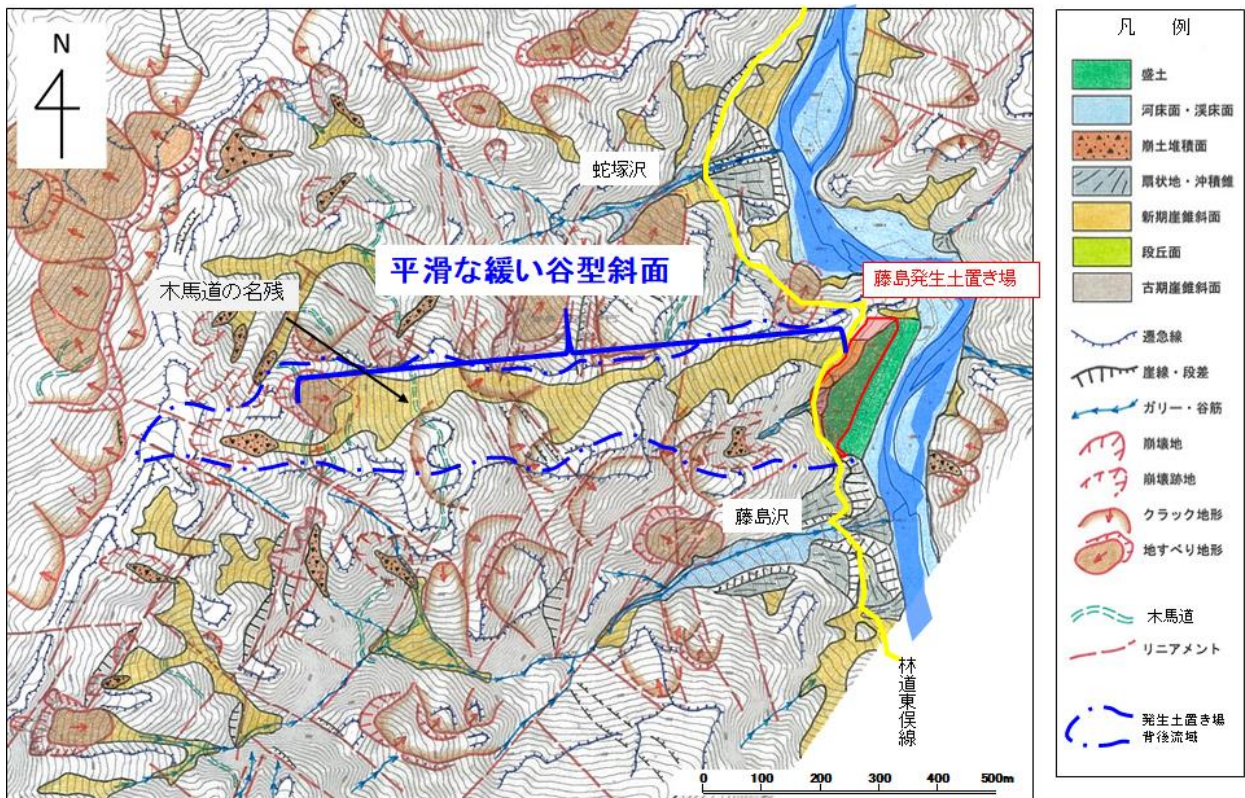 N
蛇塚沢
平滑な緩い谷型斜面
藤島発生土置き場
木馬道の名残
藤島沢
林道東俣線
0 100 200 300 400 500m
凡 例
盛土
河床面・渓床面
崩土堆積面
扇状地・沖積錐
新期崖錐斜面
段丘面
古期崖錐斜面
遷急線
崖線・段差
ガリー・谷筋
崩壊地
崩壊跡地
クラック地形
地すべり地形
木馬道
リニアメント
発生土置き場
背後流域